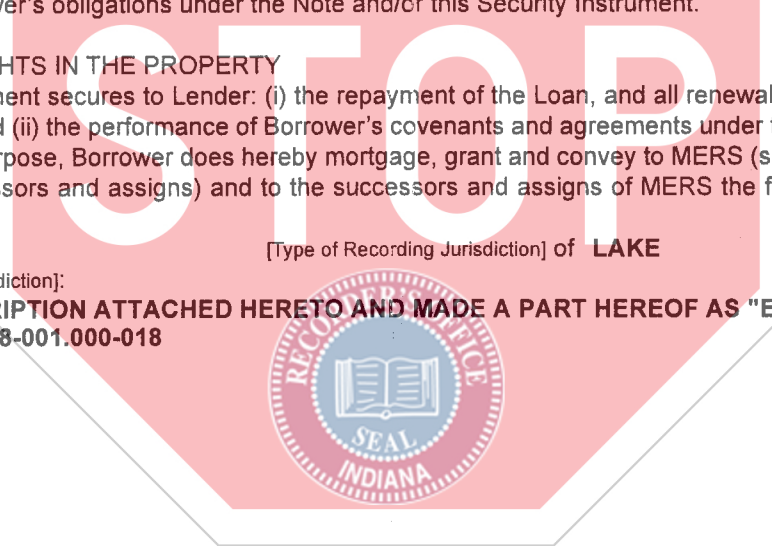 er's obligations under the Note and/or this Security Instrument.
HTS IN THE PROPERTY
ent secures to Lender: (i) the repayment of the Loan, and all renewal
(ii) the performance of Borrower's covenants and agreements under
rpose, Borrower does hereby mortgage, grant and convey to MERS (s
ssors and assigns) and to the successors and assigns of MERS the f
[Type of Recording Jurisdiction] of LAKE
diction]:
RIPTION ATTACHED HERETO AND MADE A PART HEREOF AS "E
8-001.000-018
STOP
RECORDER'S OFFICE
SEAL
INDIANA